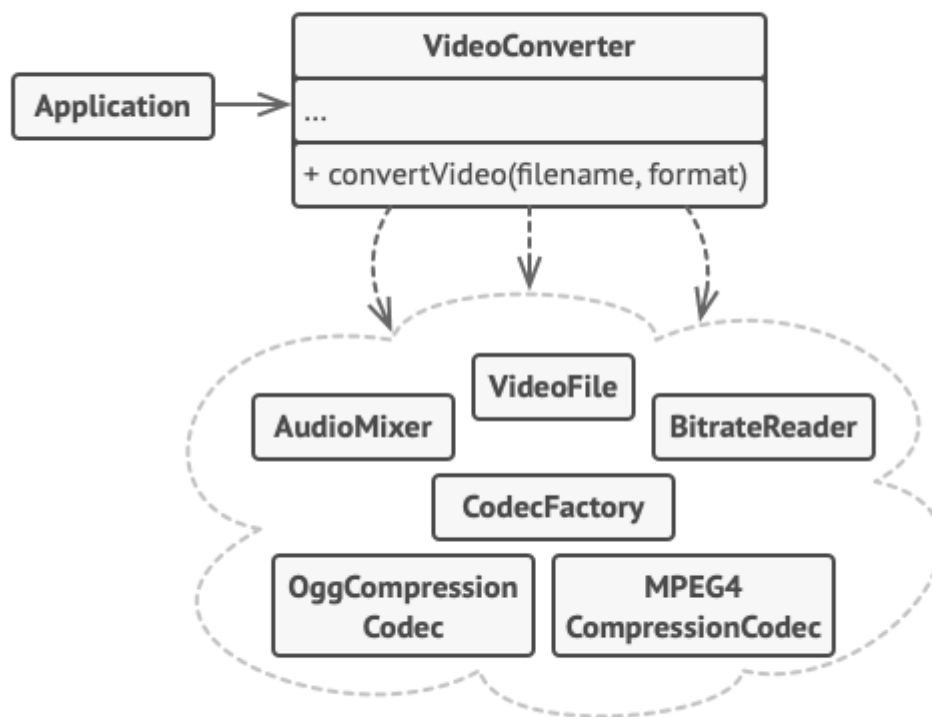 VideoConverter
Application
...
+ convertVideo(filename, format)
VideoFile
AudioMixer
BitrateReader
CodecFactory
OggCompression
Codec
MPEG4
CompressionCodec